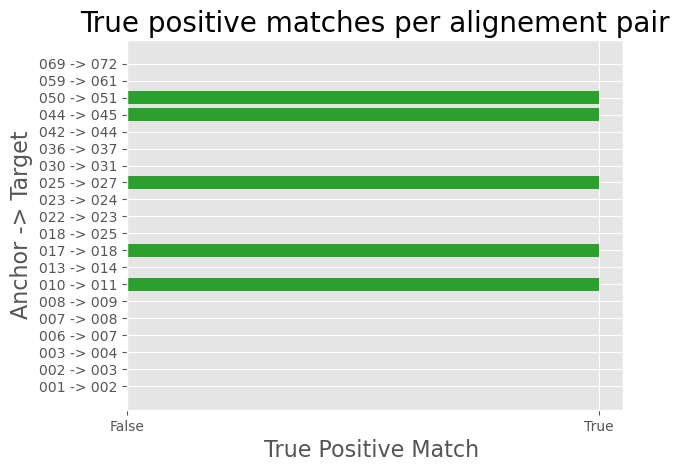 True positive matches per alignement pair
Anchor -> Target
069 -> 072
059 -> 061
050 -> 051
044 -> 045
042 -> 044
036 -> 037
030 -> 031
025 -> 027
023 -> 024
022 -> 023
018 -> 025
017 -> 018
013 -> 014
010 -> 011
008 -> 009
007 -> 008
006 -> 007
003 -> 004
002 -> 003
001 -> 002
False True
True Positive Match